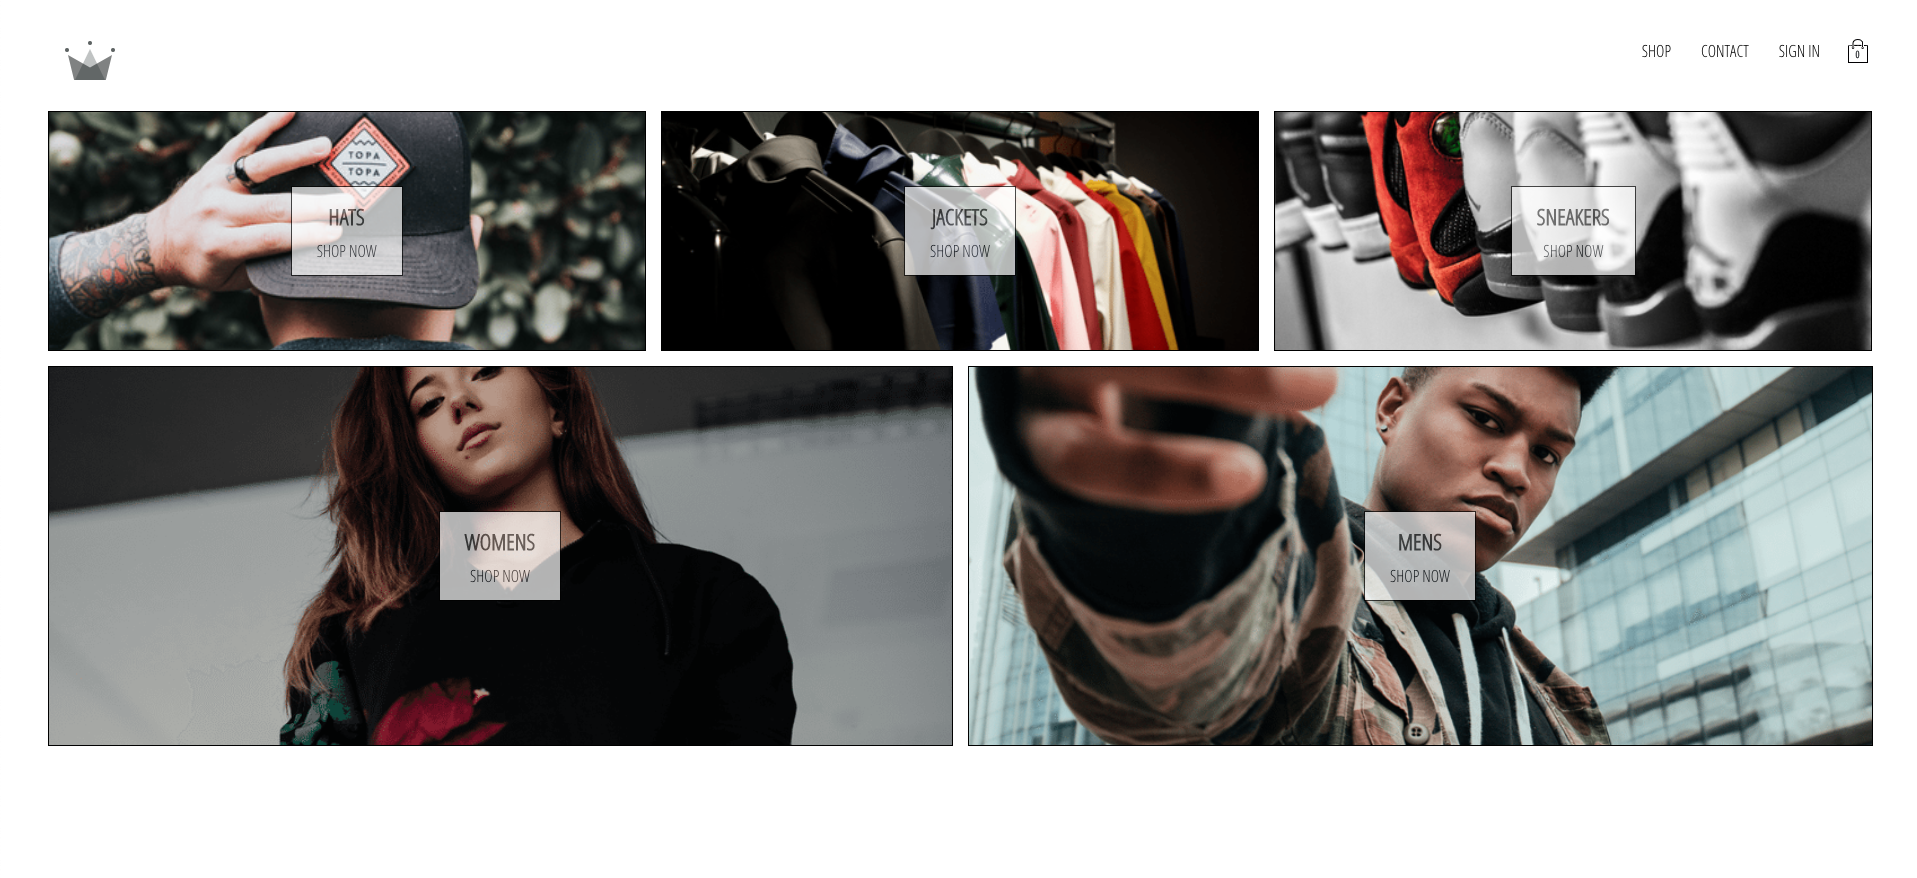 SHOP
CONTACT
SIGN IN
0
TOPA
TOPA
HATS
SHOP NOW
JACKETS
SHOP NOW
SNEAKERS
SHOP NOW
WOMENS
SHOP NOW
MENS
SHOP NOW